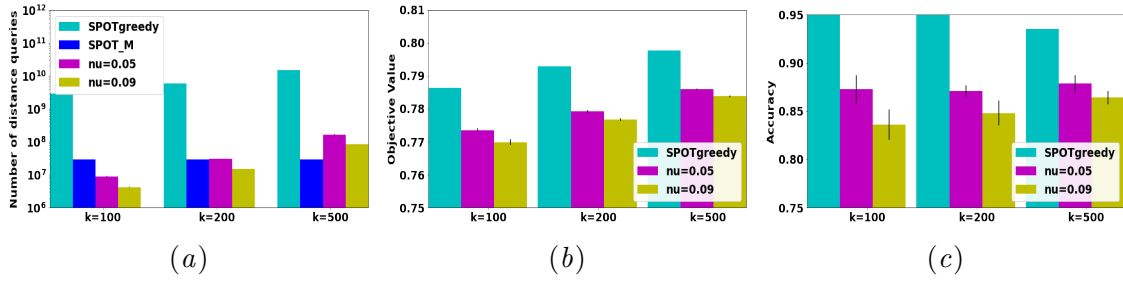 Number of distance queries
10^12
10^11
10^10
10^9
10^8
10^7
10^6
SPOTgreedy
SPOT_M
nu=0.05
nu=0.09
k=100 k=200 k=500
(a)
Objective Value
0.81
0.80
0.79
0.78
0.77
0.76
0.75
SPOTgreedy
nu=0.05
nu=0.09
k=100 k=200 k=500
(b)
Accuracy
0.95
0.90
0.85
0.80
0.75
SPOTgreedy
nu=0.05
nu=0.09
k=100 k=200 k=500
(c)